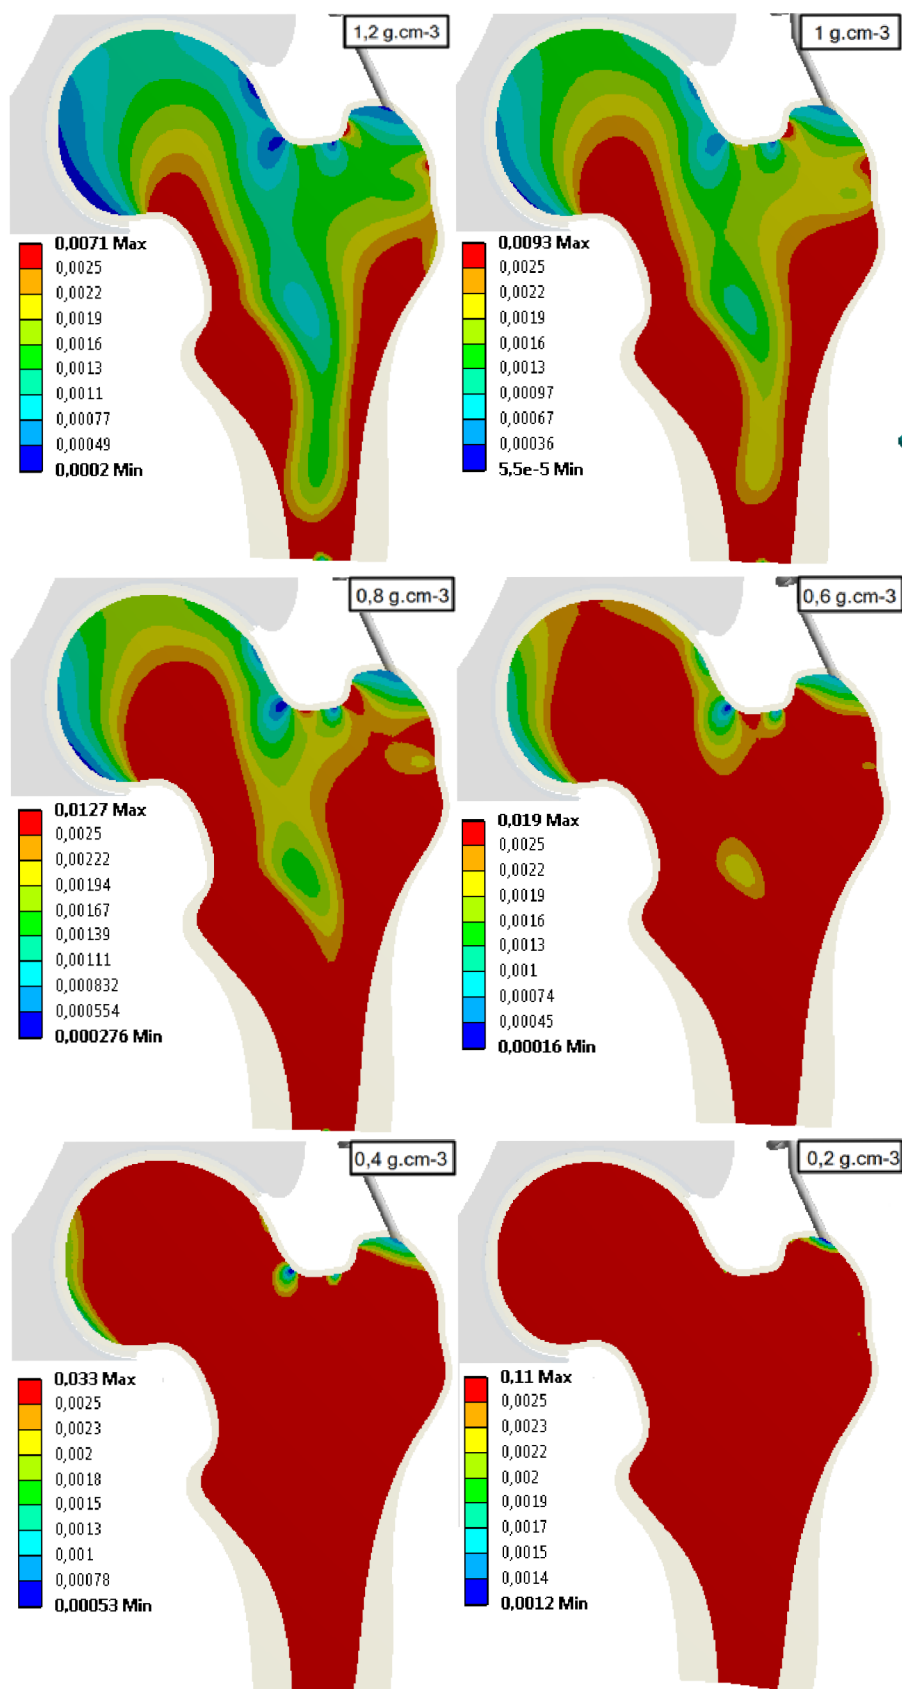 1,2 g.cm-3
0,0071 Max
0,0025
0,0022
0,0019
0,0016
0,0013
0,0011
0,00077
0,00049
0,0002 Min
1 g.cm-3
0,0093 Max
0,0025
0,0022
0,0019
0,0016
0,0013
0,00097
0,00067
0,00036
5,5e-5 Min
0,8 g.cm-3
0,0127 Max
0,0025
0,00222
0,00194
0,00167
0,00139
0,00111
0,000832
0,000554
0,000276 Min
0,6 g.cm-3
0,019 Max
0,0025
0,0022
0,0019
0,0016
0,0013
0,001
0,00074
0,00045
0,00016 Min
0,4 g.cm-3
0,033 Max
0,0025
0,0023
0,002
0,0018
0,0015
0,0013
0,001
0,00078
0,00053 Min
0,2 g.cm-3
0,11 Max
0,0025
0,0023
0,0022
0,002
0,0019
0,0017
0,0015
0,0014
0,0012 Min